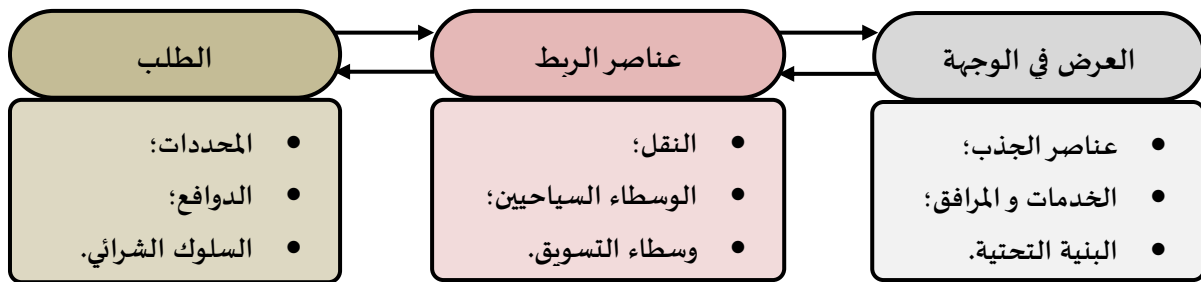 العرض في الوجهة
عناصر الجذب؛
الخدمات و المرافق؛
البنية التحتية.
عناصر الربط
النقل؛
الوسطاء السياحيين؛
وسطاء التسويق.
الطلب
المحددات؛
الدوافع؛
السلوك الشرائي.